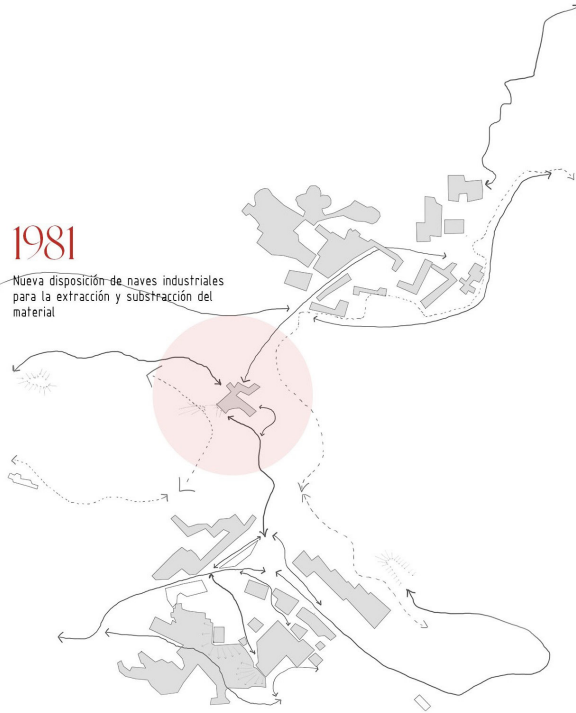 1981
Nueva disposición de naves industriales
para la extracción y substracción del
material